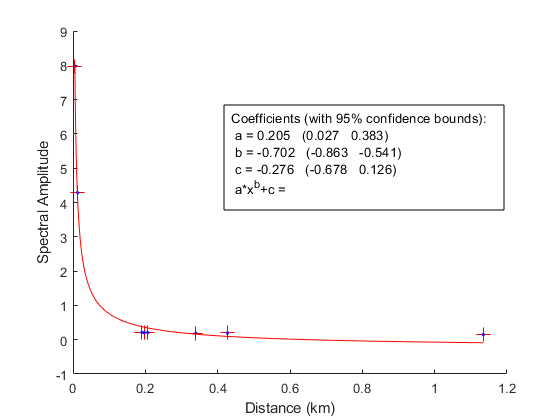 9
8
7
6
5
4
3
2
1
0
-1
Spectral Amplitude
Coefficients (with 95% confidence bounds):
a = 0.205 (0.027 0.383)
b = -0.702 (-0.863 -0.541)
c = -0.276 (-0.678 0.126)
a*x^b+c =
0 0.2 0.4 0.6 0.8 1 1.2
Distance (km)